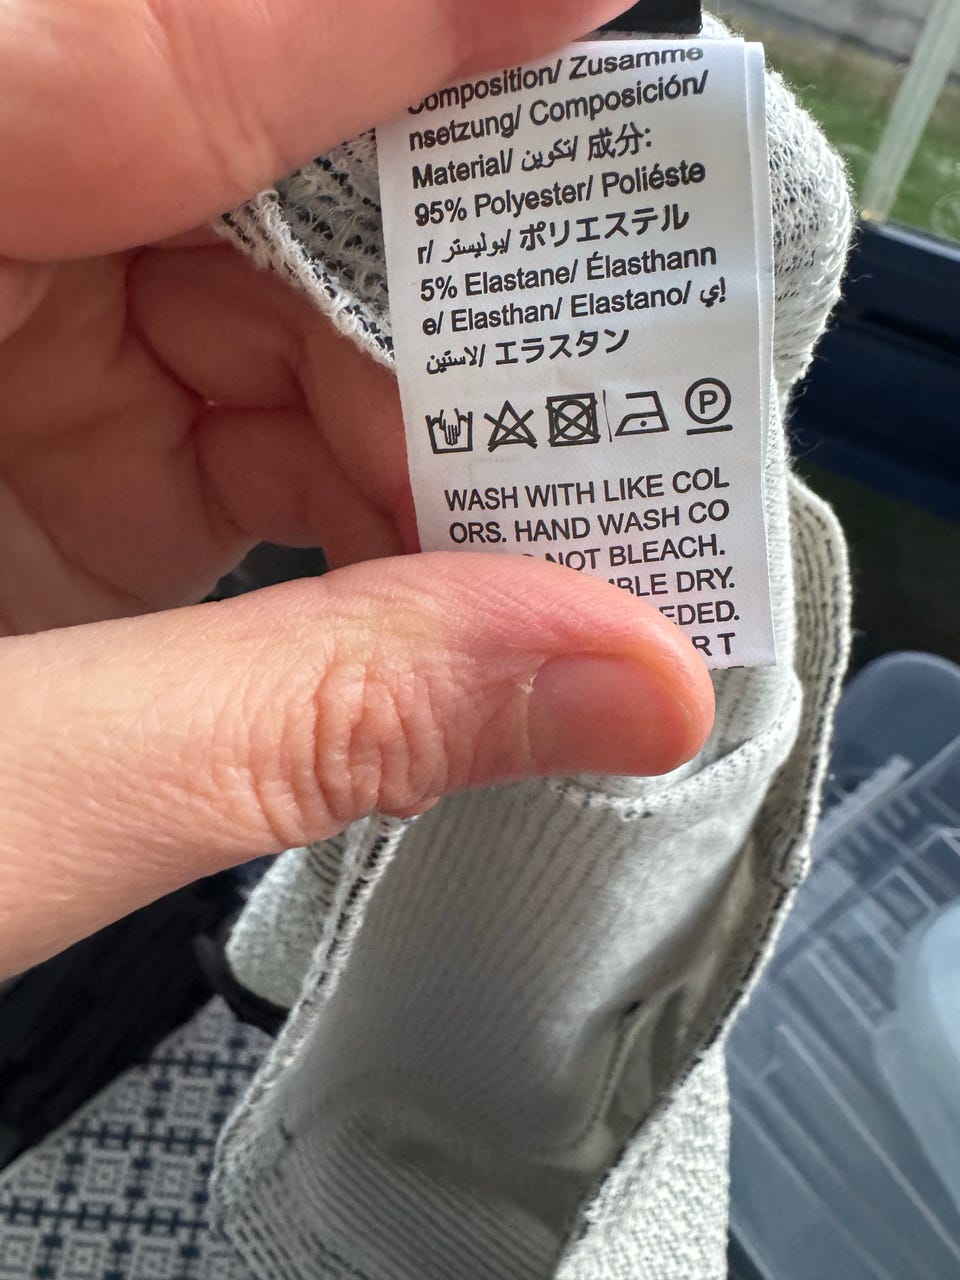 Composition/ Zusamme
nsetzung/ Composición/
Material/ تكوين/ 成分:
95% Polyester/ Poliéste
r/ بوليستر/ ポリエステル
5% Elastane/ Élasthann
e/ Elasthan/ Elastano/ إي
لاستين/ エラスタン
P
WASH WITH LIKE COL
ORS. HAND WASH CO
NOT BLEACH.
BLE DRY.
EDED.
R T